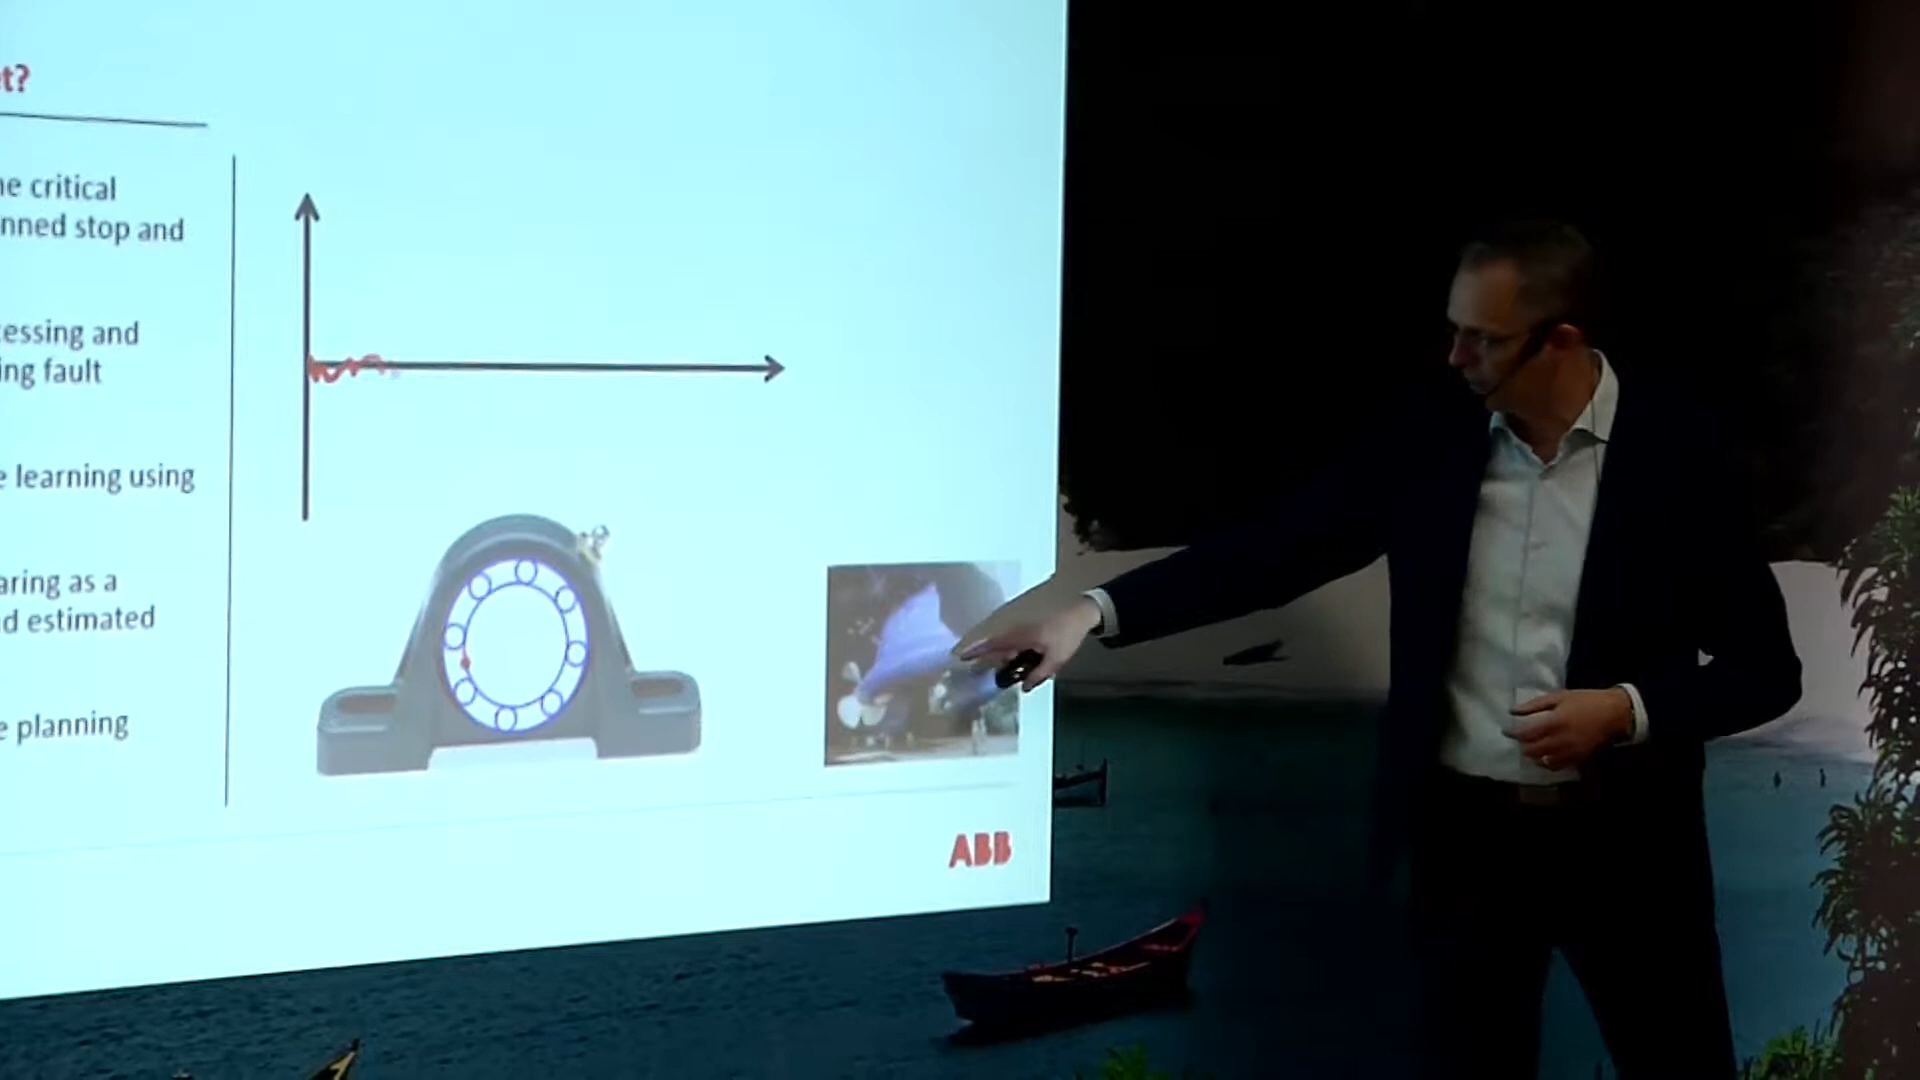 t?
ne critical
nned stop and
essing and
ing fault
e learning using
aring as a
d estimated
e planning
ABB